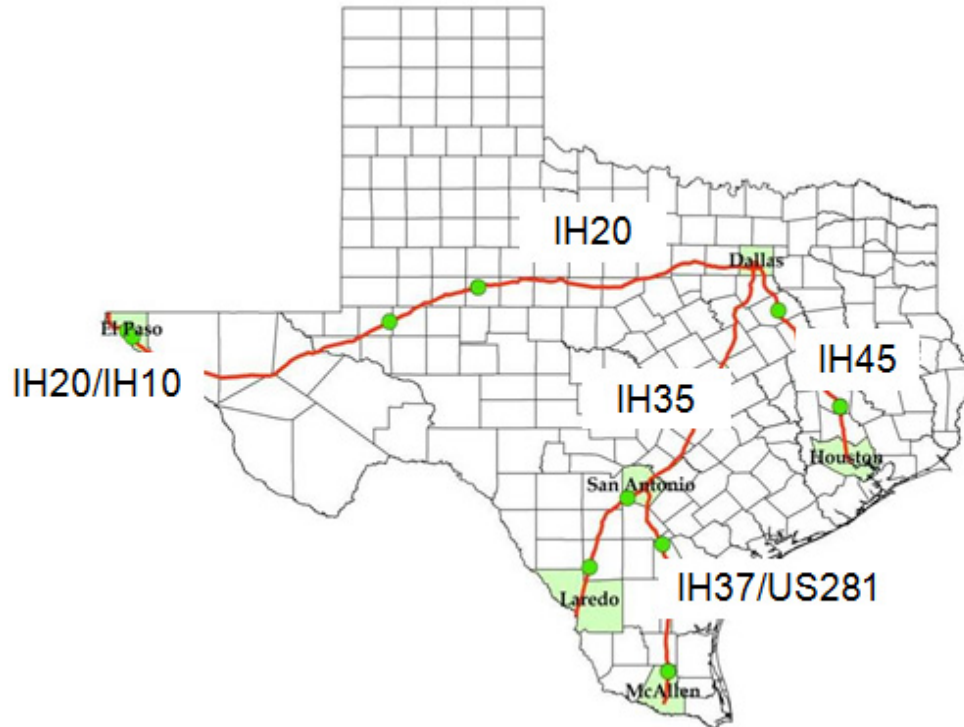 IH20
Dallas
El Paso
IH20/IH10
IH45
IH35
Houston
San Antonio
IH37/US281
Laredo
McAllen